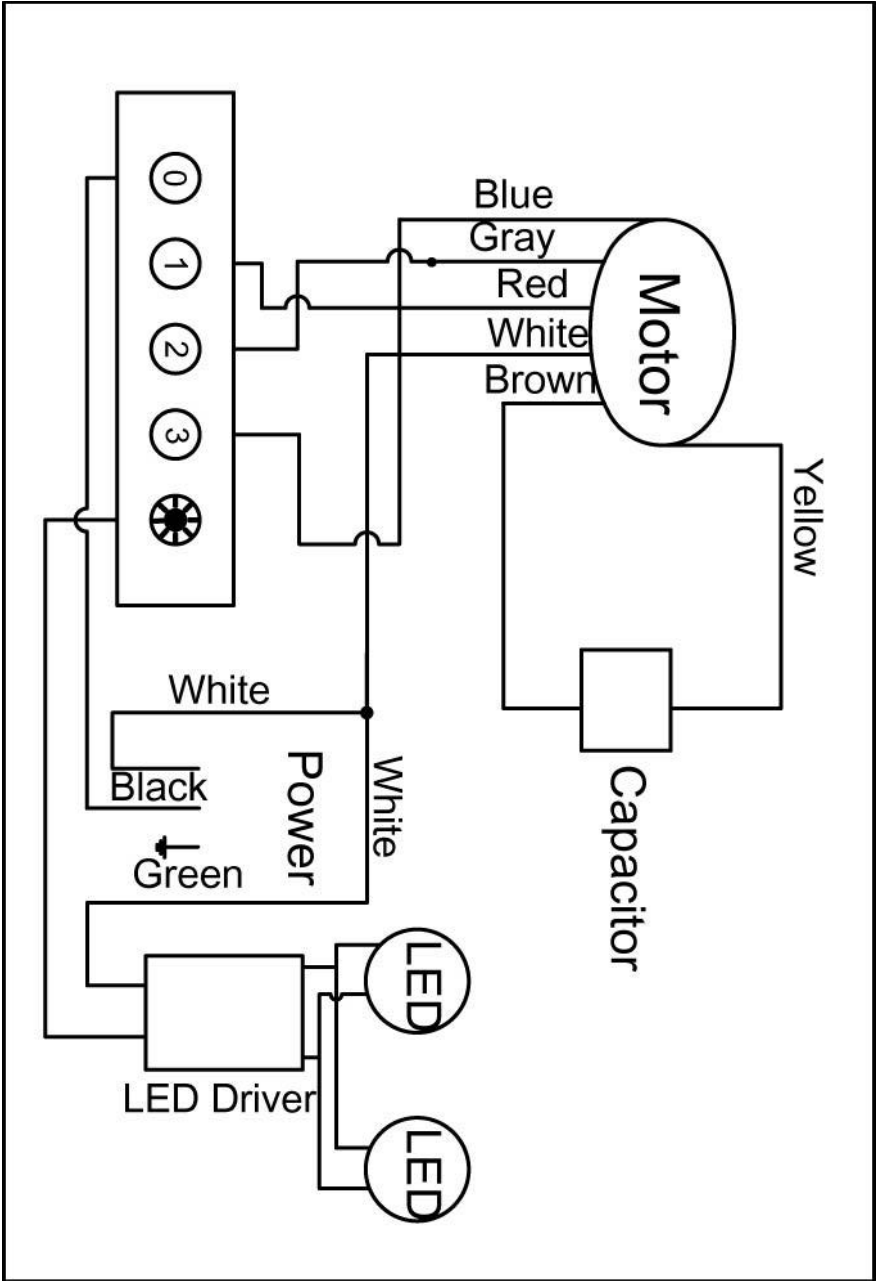 0
1
2
3
Blue
Gray
Red
White
Brown
Motor
Yellow
Capacitor
White
Black
Green
Power
White
LED Driver
LED
LED